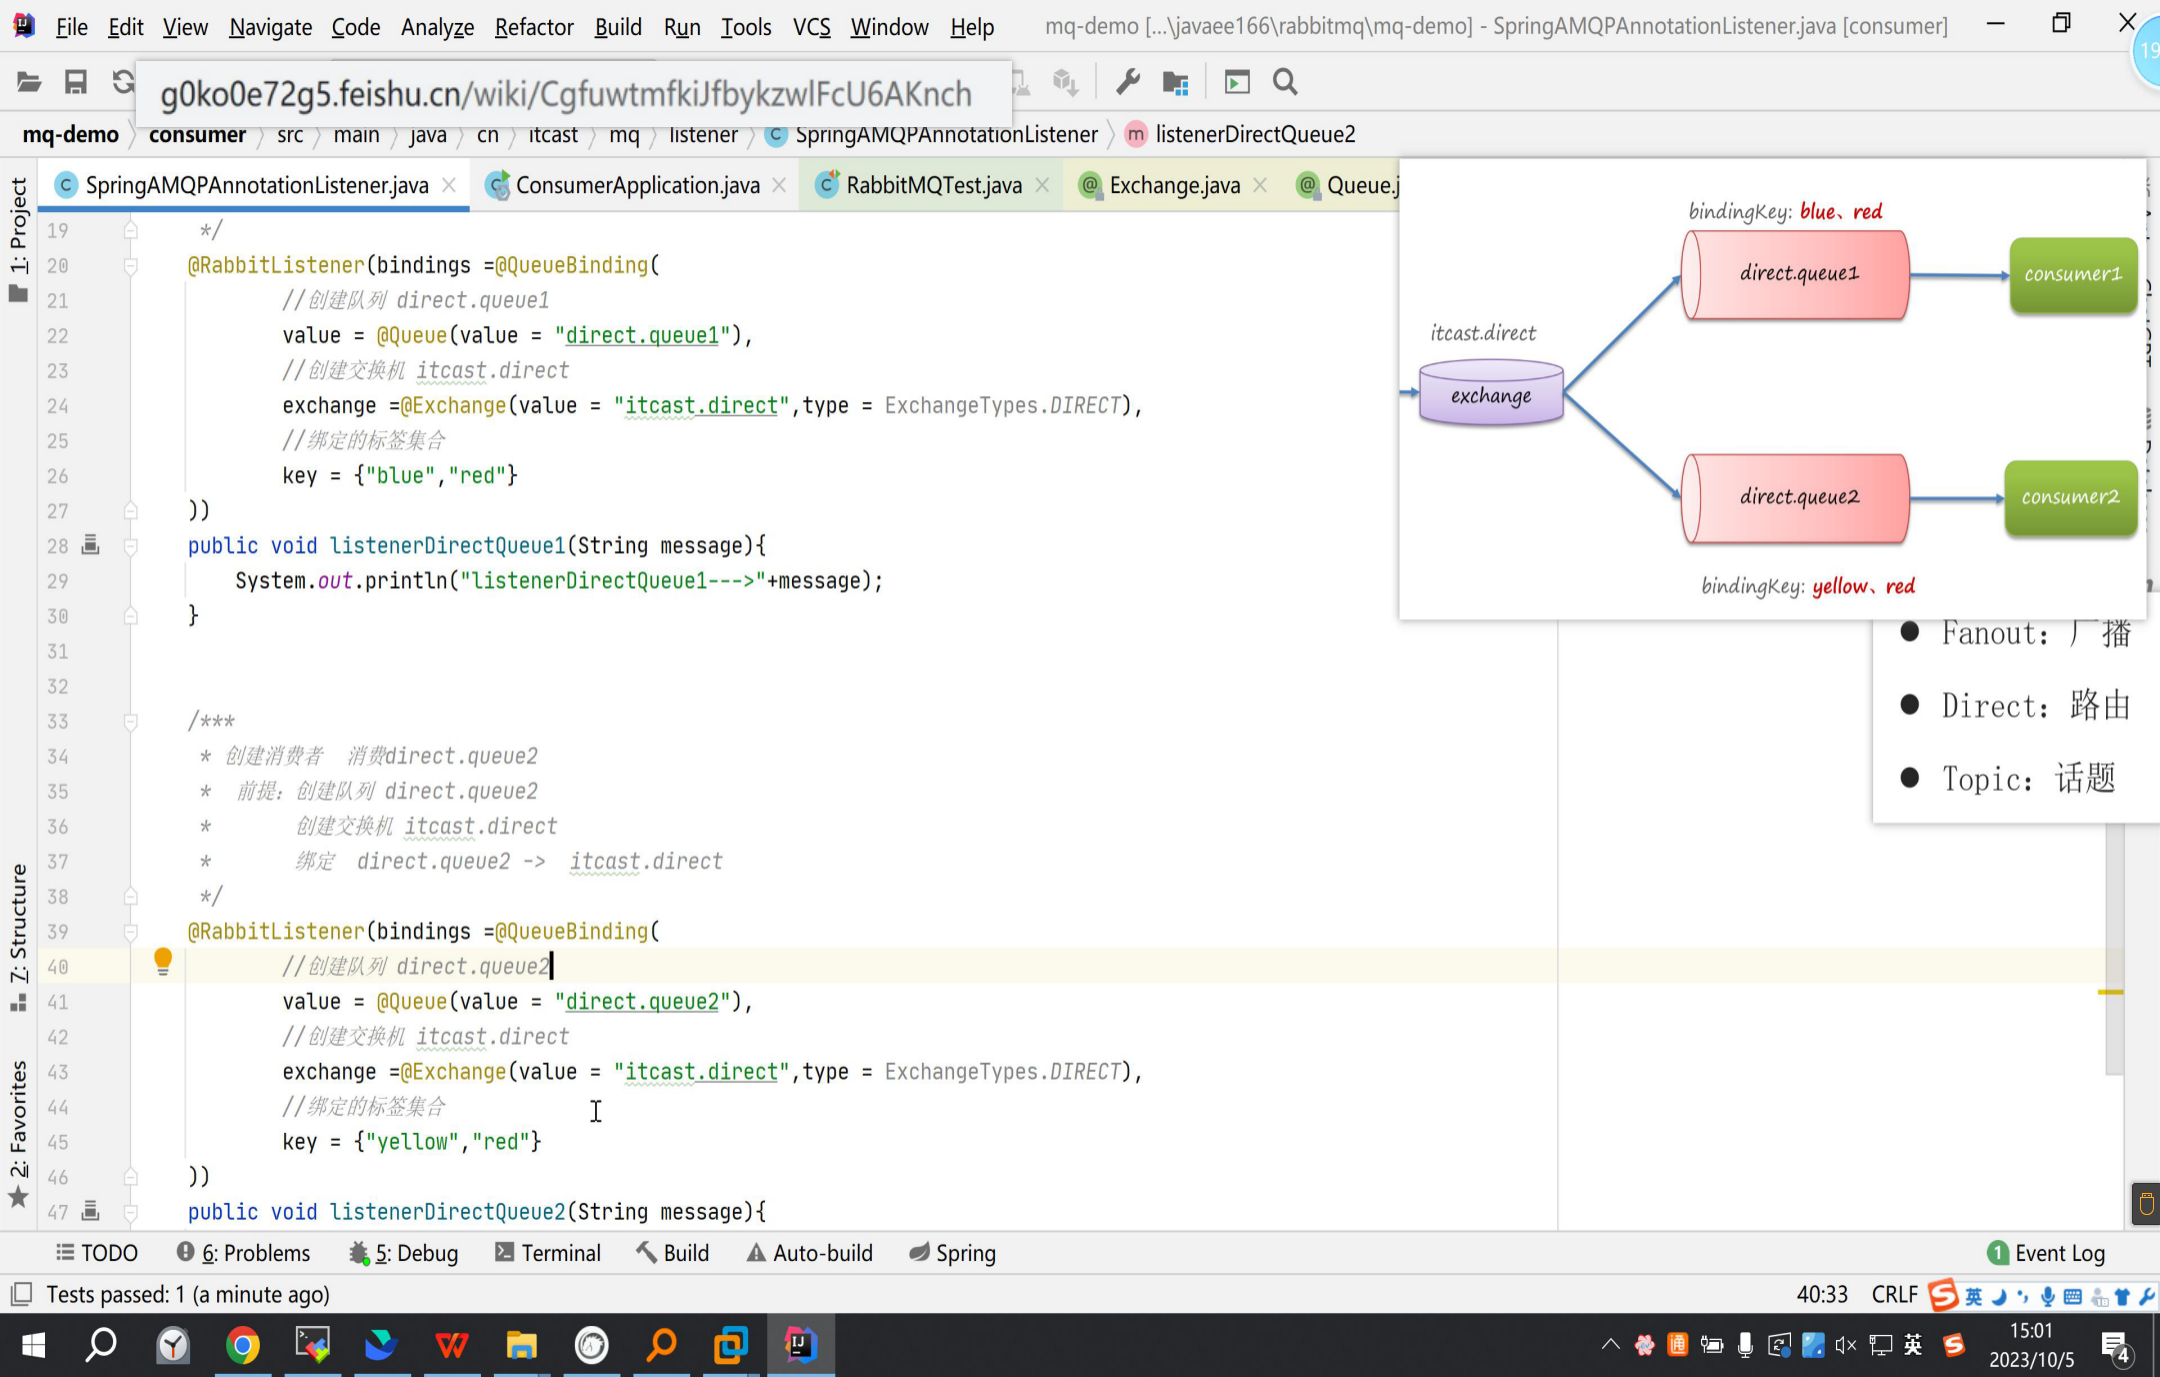 File Edit View Navigate Code Analyze Refactor Build Run Tools VCS Window Help mq-demo [...\javaee166\rabbitmq\mq-demo] - SpringAMQPAnnotationListener.java [consumer]
19
g0ko0e72g5.feishu.cn/wiki/CgfuwtmfkiJfbykzwlFcU6AKnch
mq-demo consumer src main java cn itcast mq listener SpringAMQPAnnotationListener listenerDirectQueue2
SpringAMQPAnnotationListener.java ConsumerApplication.java RabbitMQTest.java Exchange.java Queue.j
1: Project
7: Structure
2: Favorites
19 */
20 @RabbitListener(bindings =@QueueBinding(
21 //创建队列 direct.queue1
22 value = @Queue(value = "direct.queue1"),
23 //创建交换机 itcast.direct
24 exchange =@Exchange(value = "itcast.direct",type = ExchangeTypes.DIRECT),
25 //绑定的标签集合
26 key = {"blue","red"}
27 ))
28 public void listenerDirectQueue1(String message){
29 System.out.println("listenerDirectQueue1--->"+message);
30 }
31
32
33 /***
34 * 创建消费者 消费direct.queue2
35 * 前提：创建队列 direct.queue2
36 * 创建交换机 itcast.direct
37 * 绑定 direct.queue2 -> itcast.direct
38 */
39 @RabbitListener(bindings =@QueueBinding(
40 //创建队列 direct.queue2
41 value = @Queue(value = "direct.queue2"),
42 //创建交换机 itcast.direct
43 exchange =@Exchange(value = "itcast.direct",type = ExchangeTypes.DIRECT),
44 //绑定的标签集合
45 key = {"yellow","red"}
46 ))
47 public void listenerDirectQueue2(String message){
bindingKey: blue、red
direct.queue1
consumer1
itcast.direct
exchange
direct.queue2
consumer2
bindingKey: yellow、red
● Fanout：广播
● Direct：路由
● Topic：话题
TODO 6: Problems 5: Debug Terminal Build Auto-build Spring 1 Event Log
Tests passed: 1 (a minute ago) 40:33 CRLF 英
英 15:01
2023/10/5 4